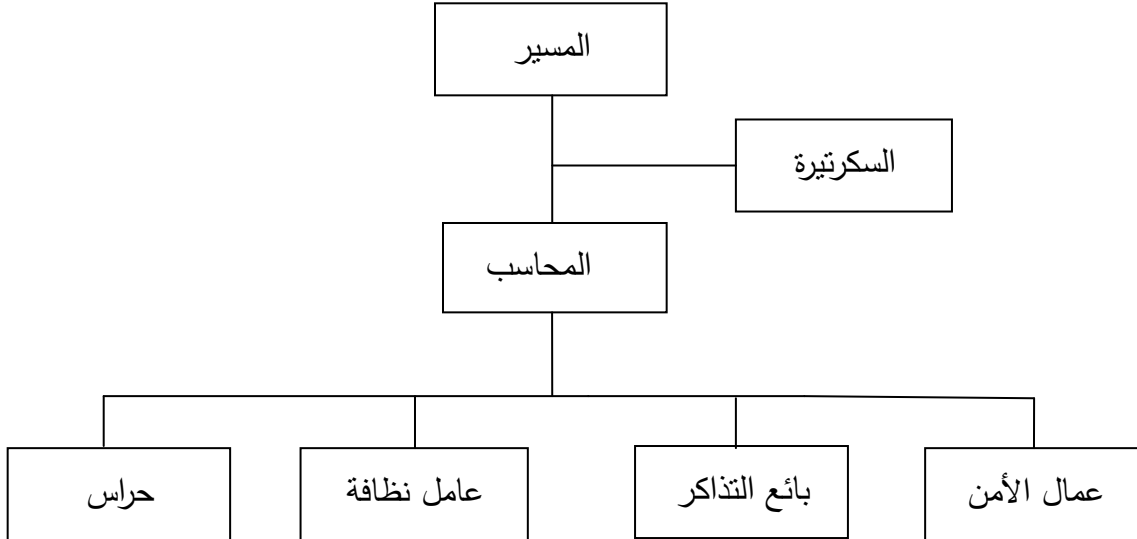 المسير
السكرتيرة
المحاسب
عمال الأمن
بائع التذاكر
عامل نظافة
حراس